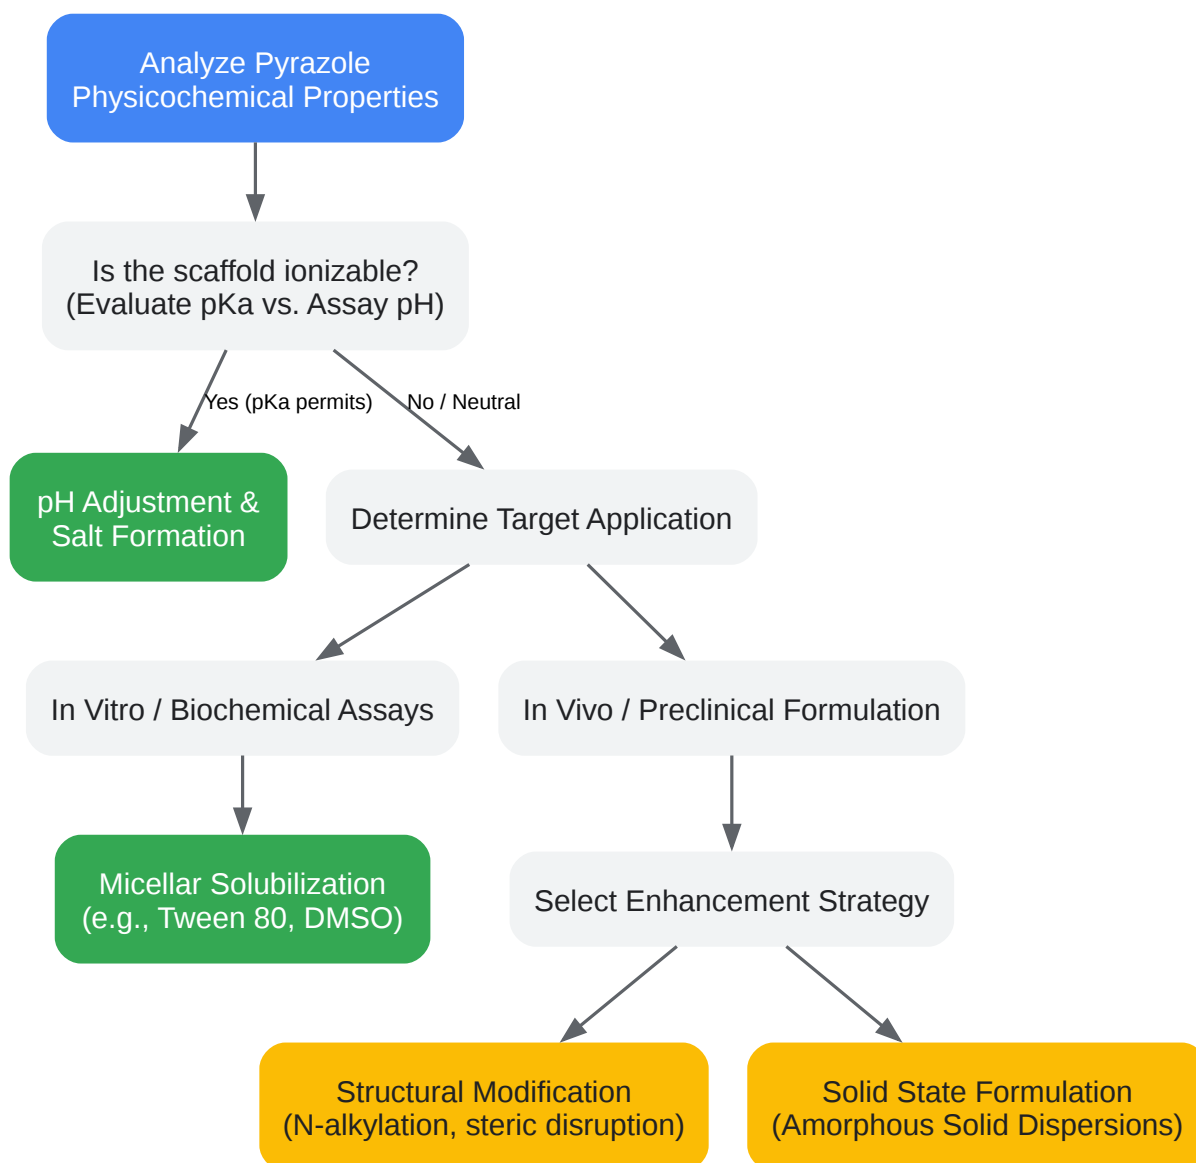 Analyze Pyrazole
Physicochemical Properties
Is the scaffold ionizable?
(Evaluate pKa vs. Assay pH)
Yes (pKa permits)
No / Neutral
pH Adjustment &
Salt Formation
Determine Target Application
In Vitro / Biochemical Assays
In Vivo / Preclinical Formulation
Micellar Solubilization
(e.g., Tween 80, DMSO)
Select Enhancement Strategy
Structural Modification
(N-alkylation, steric disruption)
Solid State Formulation
(Amorphous Solid Dispersions)